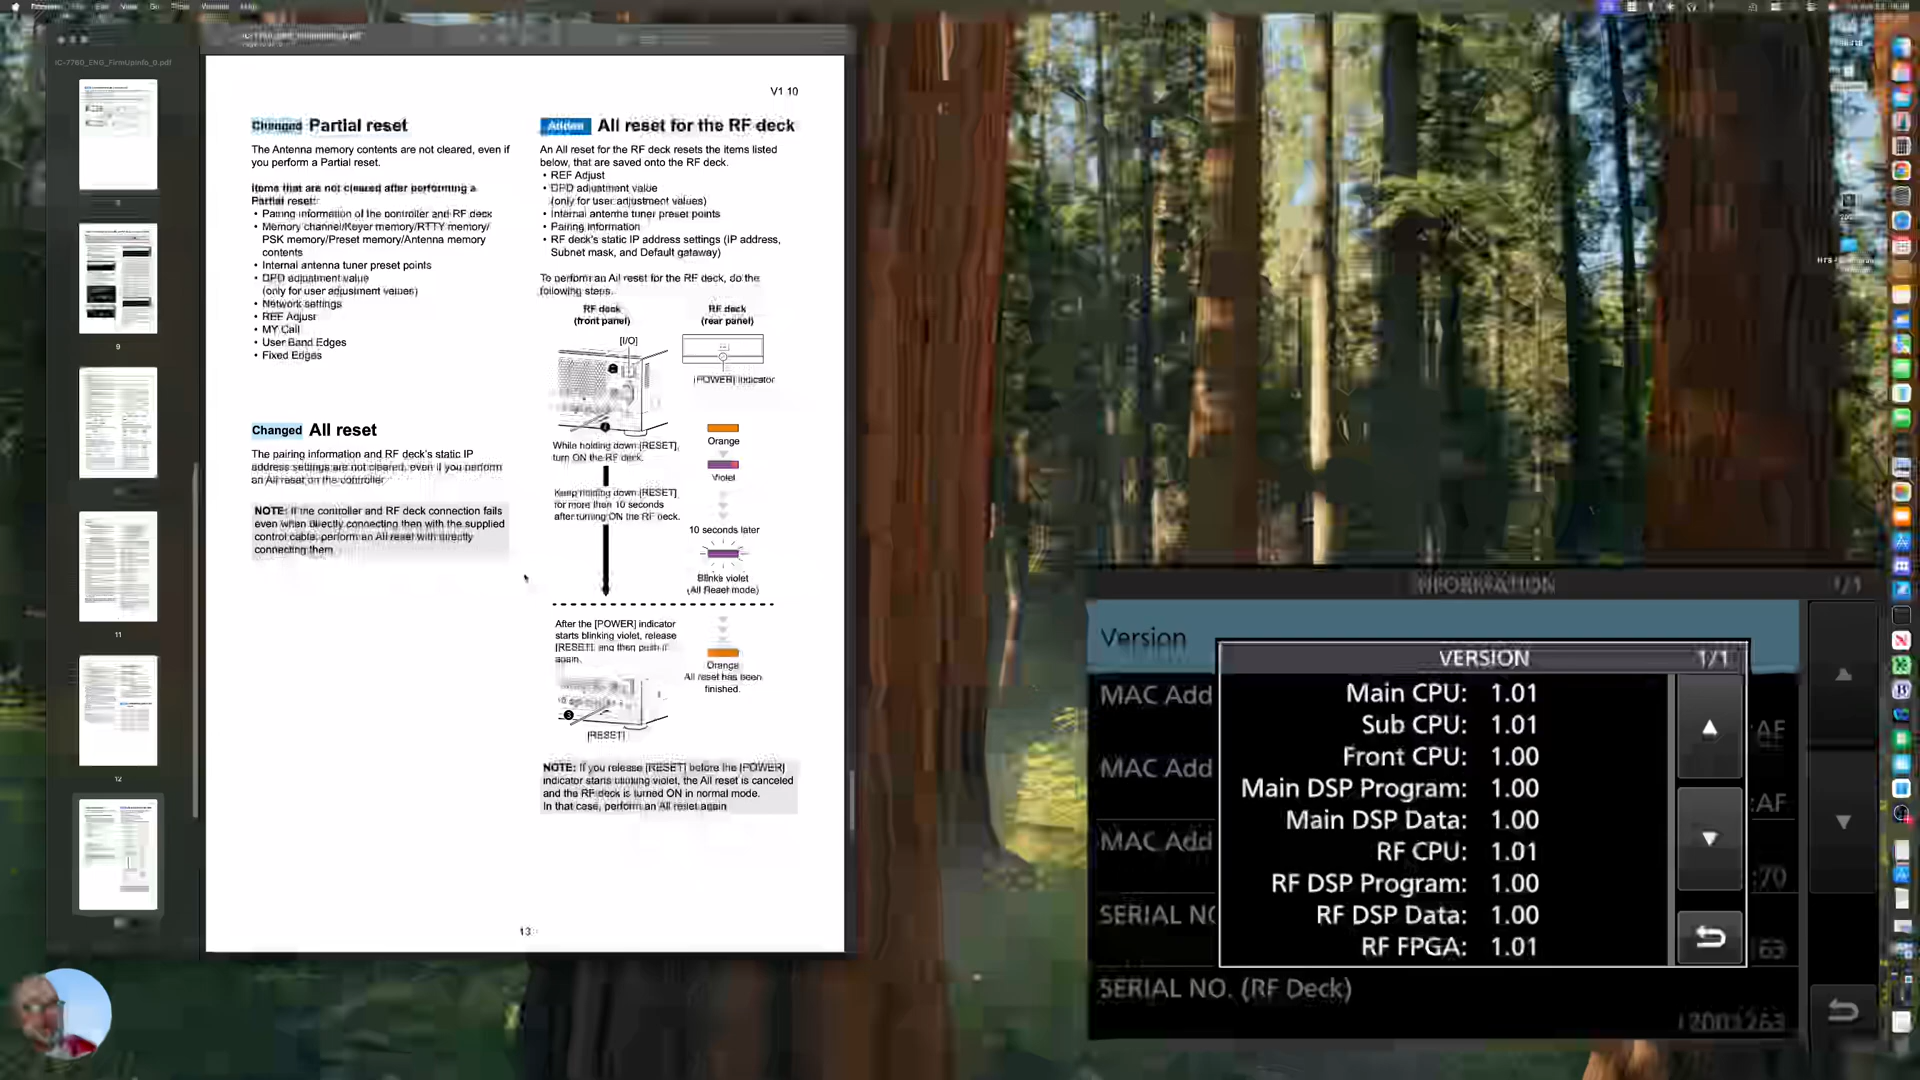 IC-7760_ENG_FirmUpInfo_0.pdf
9
11
12
V1 10
Changed Partial reset
The Antenna memory contents are not cleared, even if
you perform a Partial reset.
Items that are not cleared after performing a
Partial reset:
• Pairing information of the controller and RF deck
• Memory channel/Keyer memory/RTTY memory/
PSK memory/Preset memory/Antenna memory
contents
• Internal antenna tuner preset points
• DPD adjustment value
(only for user adjustment values)
• Network settings
• REF Adjust
• MY Call
• User Band Edges
• Fixed Edges
Changed All reset
The pairing information and RF deck's static IP
address settings are not cleared, even if you perform
an All reset on the controller
NOTE: If the controller and RF deck connection fails
even when directly connecting then with the supplied
control cable, perform an All reset with directly
connecting them
Added All reset for the RF deck
An All reset for the RF deck resets the items listed
below, that are saved onto the RF deck.
• REF Adjust
• DPD adjustment value
(only for user adjustment values)
• Internal antenna tuner preset points
• Pairing information
• RF deck's static IP address settings (IP address,
Subnet mask, and Default gataway)
To perform an All reset for the RF deck, do the
following steps.
RF deck
(front panel)
RF deck
(rear panel)
[I/O]
[POWER] indicator
While holding down [RESET],
turn ON the RF deck.
Orange
Violet
Keep holding down [RESET]
for more than 10 seconds
after turning ON the RF deck.
10 seconds later
Blinks violet
(All Reset mode)
After the [POWER] indicator
starts blinking violet, release
[RESET], and then push it
again.
Orange
All reset has been
finished.
[RESET]
NOTE: If you release [RESET] before the [POWER]
indicator starts blinking violet, the All reset is canceled
and the RF deck is turned ON in normal mode.
In that case, perform an All reset again
13
INFORMATION 1/1
Version
MAC Add
:AF
MAC Add
:AF
MAC Add
:70
SERIAL NO
SERIAL NO. (RF Deck)
VERSION 1/1
Main CPU: 1.01
Sub CPU: 1.01
Front CPU: 1.00
Main DSP Program: 1.00
Main DSP Data: 1.00
RF CPU: 1.01
RF DSP Program: 1.00
RF DSP Data: 1.00
RF FPGA: 1.01